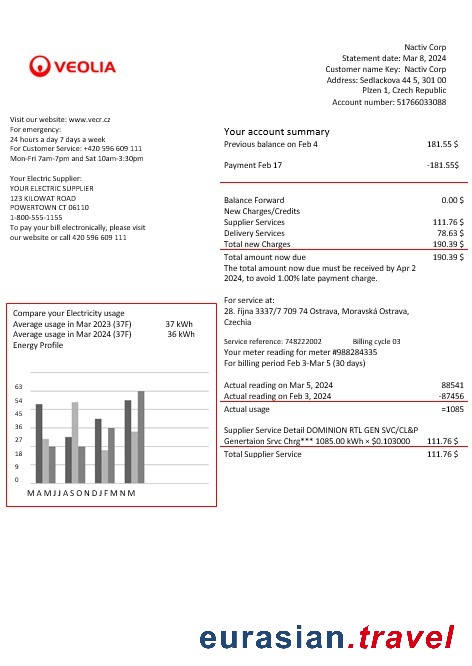 Nactiv Corp
Statement date: Mar 8, 2024
Customer name Key: Nactiv Corp
Address: Sedlackova 44 5, 301 00
Plzen 1, Czech Republic
Account number: 51766033088
VEOLIA
Visit our website: www.vecr.cz
For emergency:
24 hours a day 7 days a week
For Customer Service: +420 596 609 111
Mon-Fri 7am-7pm and Sat 10am-3:30pm
Your Electric Supplier:
YOUR ELECTRIC SUPPLIER
123 KILOWAT ROAD
POWERTOWN CT 06110
1-800-555-1155
To pay your bill electronically, please visit
our website or call 420 596 609 111
Your account summary
Previous balance on Feb 4 181.55 $
Payment Feb 17 -181.55$
Balance Forward 0.00 $
New Charges/Credits
Supplier Services 111.76 $
Delivery Services 78.63 $
Total new Charges 190.39 $
Total amount now due 190.39 $
The total amount now due must be received by Apr 2
2024, to avoid 1.00% late payment charge.
For service at:
28. října 3337/7 709 74 Ostrava, Moravská Ostrava,
Czechia
Service reference: 748222002 Billing cycle 03
Your meter reading for meter #988284335
For billing period Feb 3-Mar 5 (30 days)
Actual reading on Mar 5, 2024 88541
Actual reading on Feb 3, 2024 -87456
Actual usage =1085
Supplier Service Detail DOMINION RTL GEN SVC/CL&P
Genertaion Srvc Chrg*** 1085.00 kWh × $0.103000 111.76 $
Total Supplier Service 111.76 $
Compare your Electricity usage
Average usage in Mar 2023 (37F) 37 kWh
Average usage in Mar 2024 (37F) 36 kWh
Energy Profile
63
54
45
36
27
18
9
0
M A M J J A S O N D J F M N M
eurasian.travel